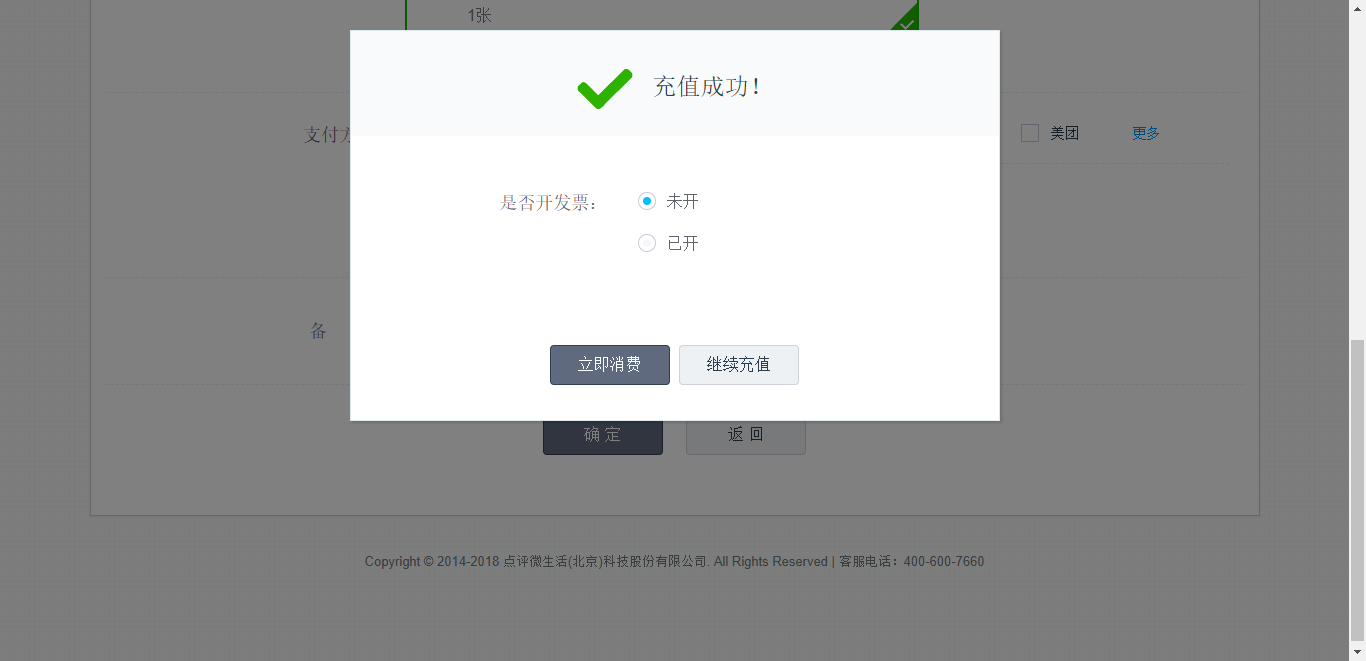 1张
充值成功！
支付方
美团
更多
是否开发票：
未开
已开
备
立即消费
继续充值
确 定
返 回
Copyright © 2014-2018 点评微生活(北京)科技股份有限公司. All Rights Reserved | 客服电话：400-600-7660